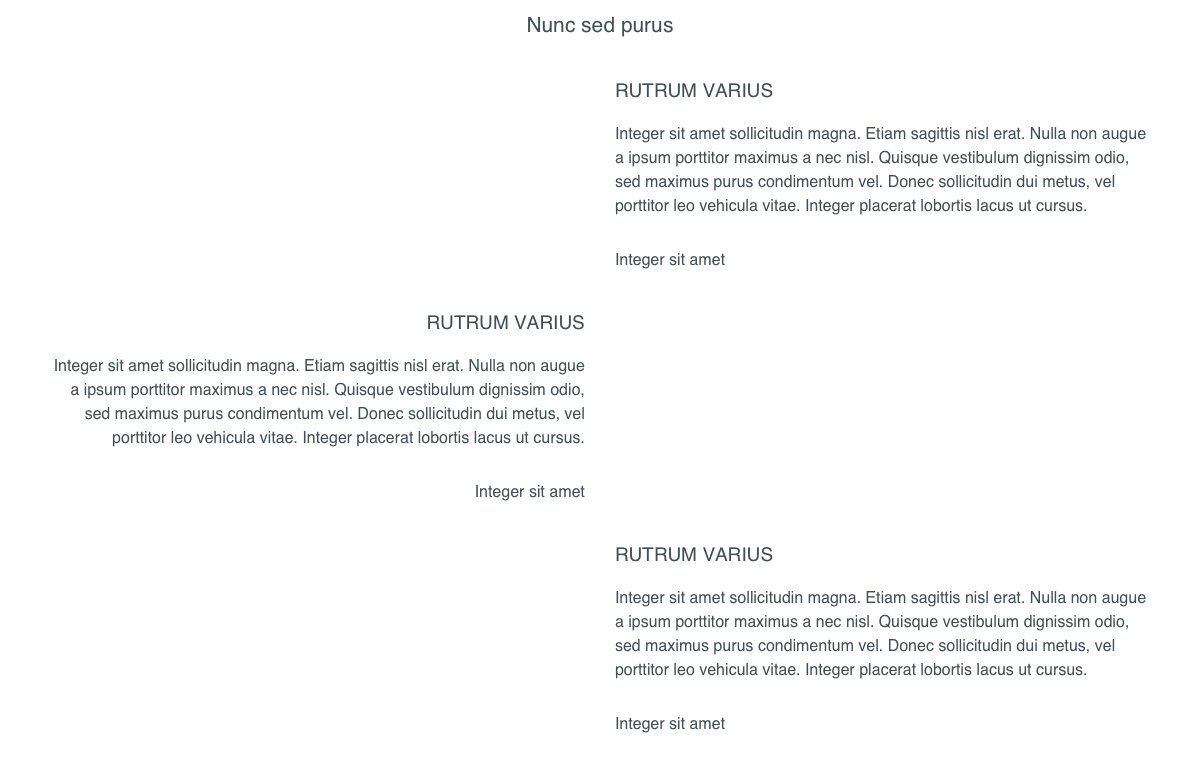 Nunc sed purus
RUTRUM VARIUS
Integer sit amet sollicitudin magna. Etiam sagittis nisl erat. Nulla non augue
a ipsum porttitor maximus a nec nisl. Quisque vestibulum dignissim odio,
sed maximus purus condimentum vel. Donec sollicitudin dui metus, vel
porttitor leo vehicula vitae. Integer placerat lobortis lacus ut cursus.
Integer sit amet
RUTRUM VARIUS
Integer sit amet sollicitudin magna. Etiam sagittis nisl erat. Nulla non augue
a ipsum porttitor maximus a nec nisl. Quisque vestibulum dignissim odio,
sed maximus purus condimentum vel. Donec sollicitudin dui metus, vel
porttitor leo vehicula vitae. Integer placerat lobortis lacus ut cursus.
Integer sit amet
RUTRUM VARIUS
Integer sit amet sollicitudin magna. Etiam sagittis nisl erat. Nulla non augue
a ipsum porttitor maximus a nec nisl. Quisque vestibulum dignissim odio,
sed maximus purus condimentum vel. Donec sollicitudin dui metus, vel
porttitor leo vehicula vitae. Integer placerat lobortis lacus ut cursus.
Integer sit amet